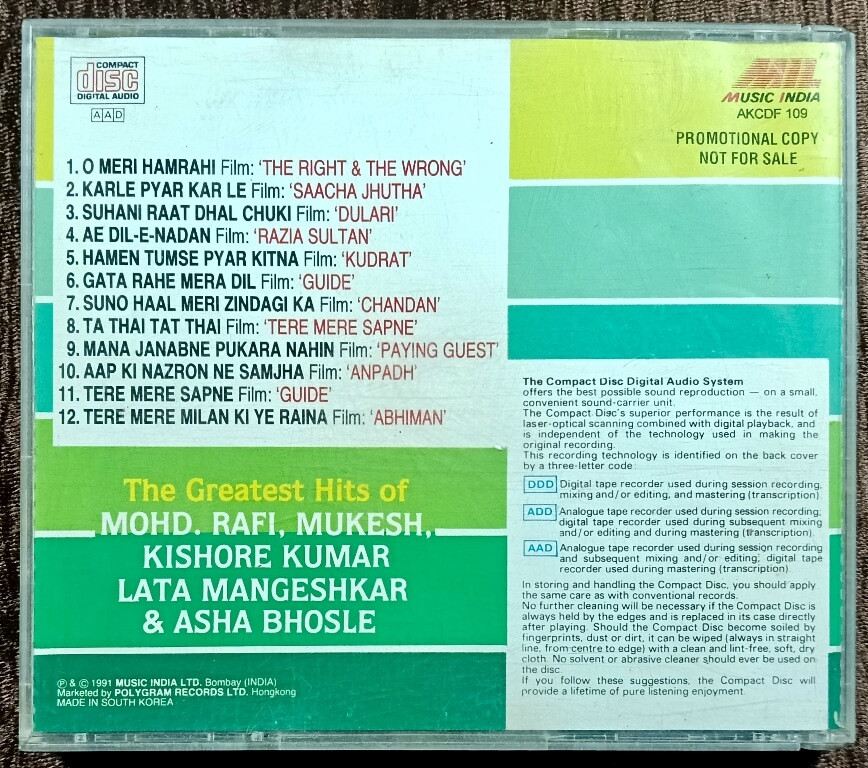 COMPACT
disc
DIGITAL AUDIO
AAD
MIL
MUSIC INDIA
AKCDF 109
PROMOTIONAL COPY
NOT FOR SALE
1. O MERI HAMRAHI Film: 'THE RIGHT & THE WRONG'
2. KARLE PYAR KAR LE Film: 'SAACHA JHUTHA'
3. SUHANI RAAT DHAL CHUKI Film: 'DULARI'
4. AE DIL-E-NADAN Film: 'RAZIA SULTAN'
5. HAMEN TUMSE PYAR KITNA Film: 'KUDRAT'
6. GATA RAHE MERA DIL Film: 'GUIDE'
7. SUNO HAAL MERI ZINDAGI KA Film: 'CHANDAN'
8. TA THAI TAT THAI Film: 'TERE MERE SAPNE'
9. MANA JANABNE PUKARA NAHIN Film: 'PAYING GUEST'
10. AAP KI NAZRON NE SAMJHA Film: 'ANPADH'
11. TERE MERE SAPNE Film: 'GUIDE'
12. TERE MERE MILAN KI YE RAINA Film: 'ABHIMAN'
The Greatest Hits of
MOHD. RAFI, MUKESH,
KISHORE KUMAR
LATA MANGESHKAR
& ASHA BHOSLE
℗ & © 1991 MUSIC INDIA LTD. Bombay (INDIA)
Marketed by POLYGRAM RECORDS LTD. Hongkong
MADE IN SOUTH KOREA
The Compact Disc Digital Audio System
offers the best possible sound reproduction — on a small,
convenient sound-carrier unit.
The Compact Disc's superior performance is the result of
laser-optical scanning combined with digital playback, and
is independent of the technology used in making the
original recording.
This recording technology is identified on the back cover
by a three-letter code:
DDD Digital tape recorder used during session recording,
mixing and/or editing, and mastering (transcription).
ADD Analogue tape recorder used during session recording;
digital tape recorder used during subsequent mixing
and/or editing and during mastering (transcription).
AAD Analogue tape recorder used during session recording
and subsequent mixing and/or editing; digital tape
recorder used during mastering (transcription).
In storing and handling the Compact Disc, you should apply
the same care as with conventional records.
No further cleaning will be necessary if the Compact Disc is
always held by the edges and is replaced in its case directly
after playing. Should the Compact Disc become soiled by
fingerprints, dust or dirt, it can be wiped (always in straight
line, from centre to edge) with a clean and lint-free, soft, dry
cloth. No solvent or abrasive cleaner should ever be used on
the disc.
If you follow these suggestions, the Compact Disc will
provide a lifetime of pure listening enjoyment.